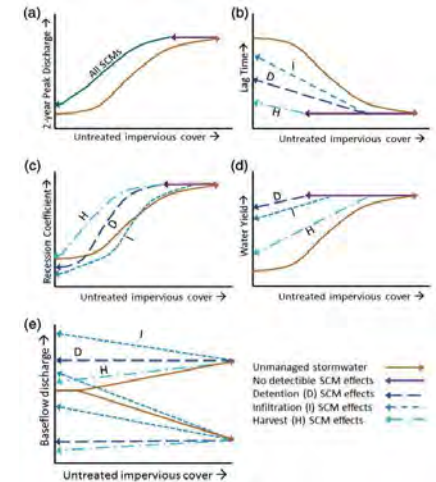 (a)
2-year Peak Discharge →
All SCMs
Untreated impervious cover →
(b)
Lag Time →
I
D
H
Untreated impervious cover →
(c)
Recession Coefficient →
H
D
I
Untreated impervious cover →
(d)
Water Yield →
D
I
H
Untreated impervious cover →
(e)
Baseflow discharge →
I
D
H
Untreated impervious cover →
Unmanaged stormwater
No detectible SCM effects
Detention (D) SCM effects
Infiltration (I) SCM effects
Harvest (H) SCM effects